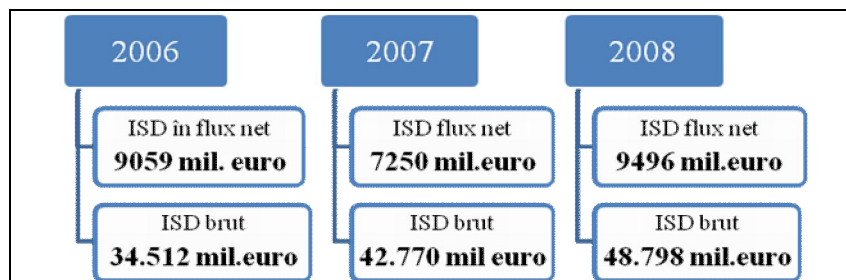 2006
ISD în flux net
9059 mil. euro
ISD brut
34.512 mil.euro
2007
ISD flux net
7250 mil.euro
ISD brut
42.770 mil euro
2008
ISD flux net
9496 mil.euro
ISD brut
48.798 mil.euro